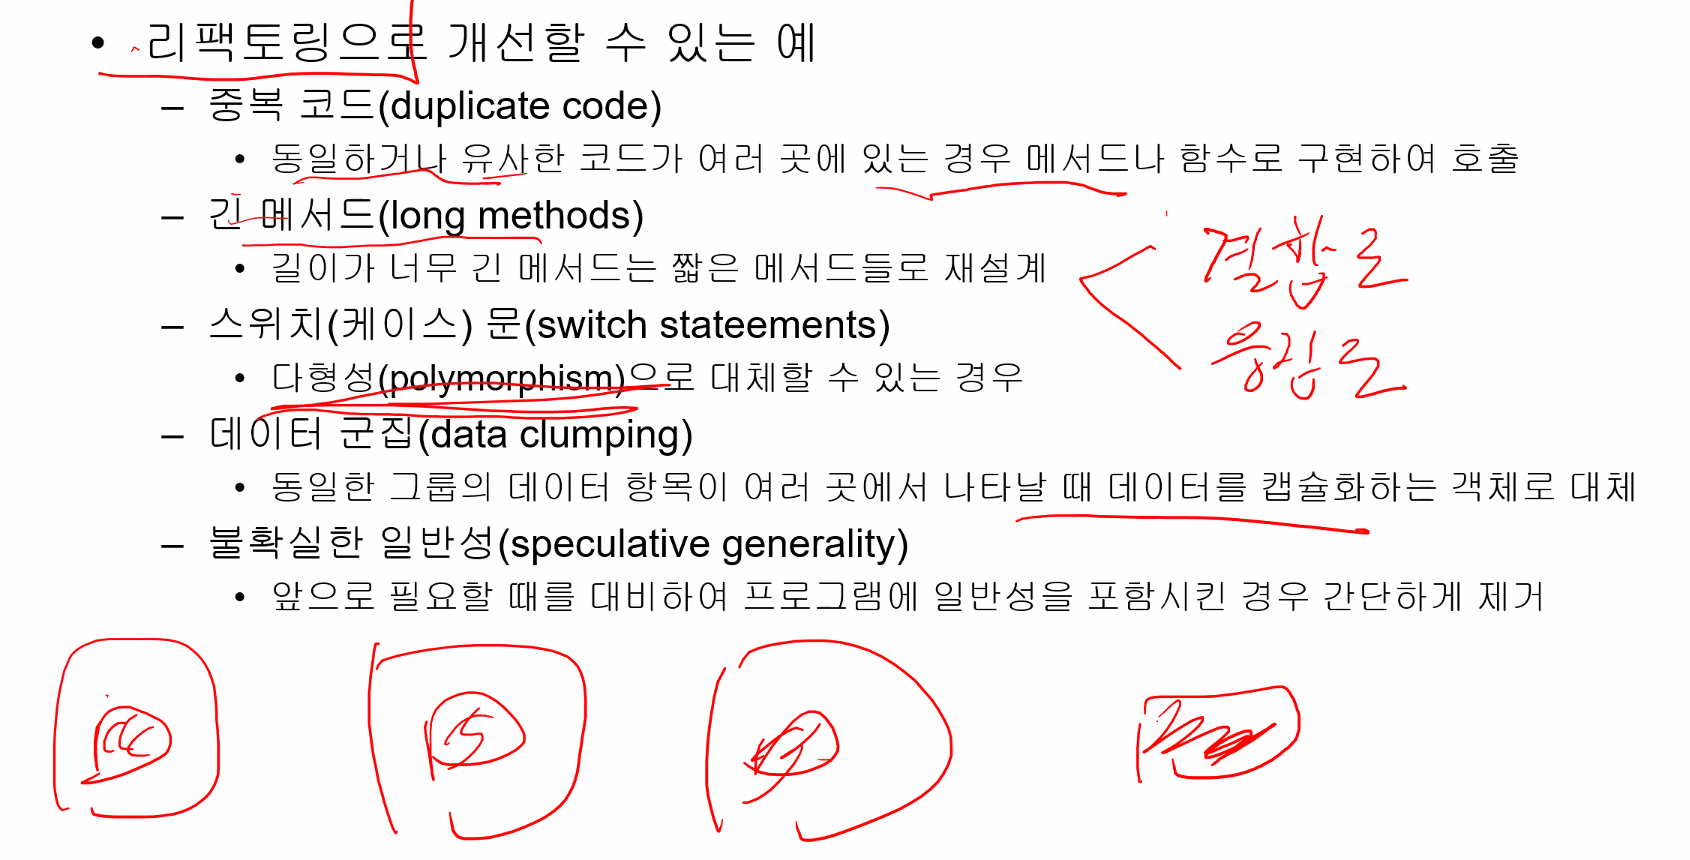 • 리팩토링으로 개선할 수 있는 예
– 중복 코드(duplicate code)
• 동일하거나 유사한 코드가 여러 곳에 있는 경우 메서드나 함수로 구현하여 호출
– 긴 메서드(long methods)
• 길이가 너무 긴 메서드는 짧은 메서드들로 재설계
– 스위치(케이스) 문(switch stateements)
• 다형성(polymorphism)으로 대체할 수 있는 경우
– 데이터 군집(data clumping)
• 동일한 그룹의 데이터 항목이 여러 곳에서 나타날 때 데이터를 캡슐화하는 객체로 대체
– 불확실한 일반성(speculative generality)
• 앞으로 필요할 때를 대비하여 프로그램에 일반성을 포함시킨 경우 간단하게 제거
결합도
응집도